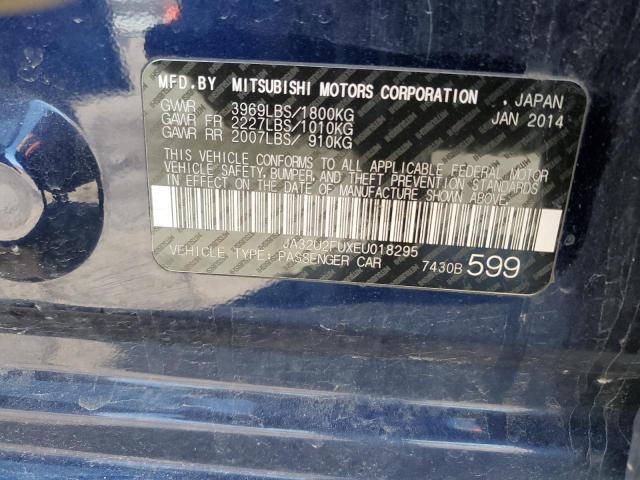 MFD.BY MITSUBISHI MOTORS CORPORATION , JAPAN
GVWR 3969LBS/1800KG JAN 2014
GAWR FR 2227LBS/1010KG
GAWR RR 2007LBS/ 910KG
THIS VEHICLE CONFORMS TO ALL APPLICABLE FEDERAL MOTOR
VEHICLE SAFETY, BUMPER, AND THEFT PREVENTION STANDARDS
IN EFFECT ON THE DATE OF MANUFACTURE SHOWN ABOVE.
JA32U2FUXEU018295
VEHICLE TYPE: PASSENGER CAR 7430B 599